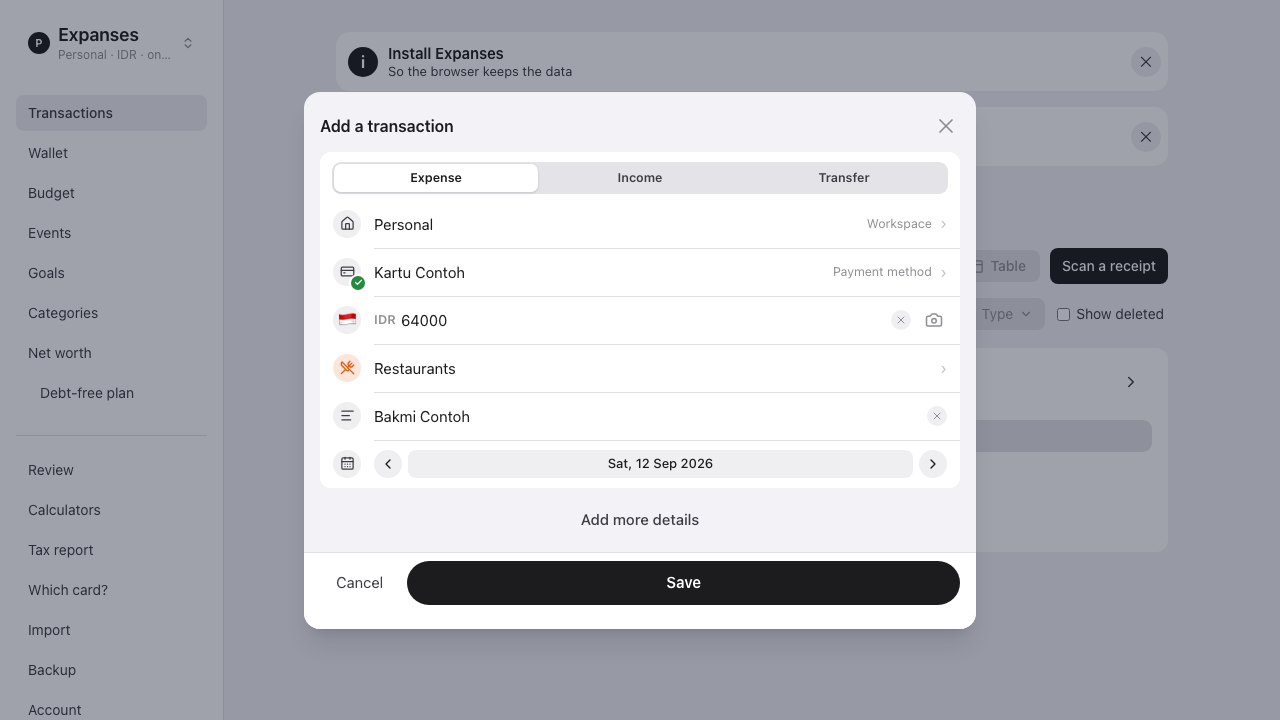 P
Expanses
Personal · IDR · on...
Transactions
Wallet
Budget
Events
Goals
Categories
Net worth
Debt-free plan
Review
Calculators
Tax report
Which card?
Import
Backup
Account
i
Install Expanses
So the browser keeps the data
Table
Scan a receipt
Type
Show deleted
Add a transaction
Expense
Income
Transfer
Personal
Workspace
Kartu Contoh
Payment method
IDR 64000
Restaurants
Bakmi Contoh
Sat, 12 Sep 2026
Add more details
Cancel
Save